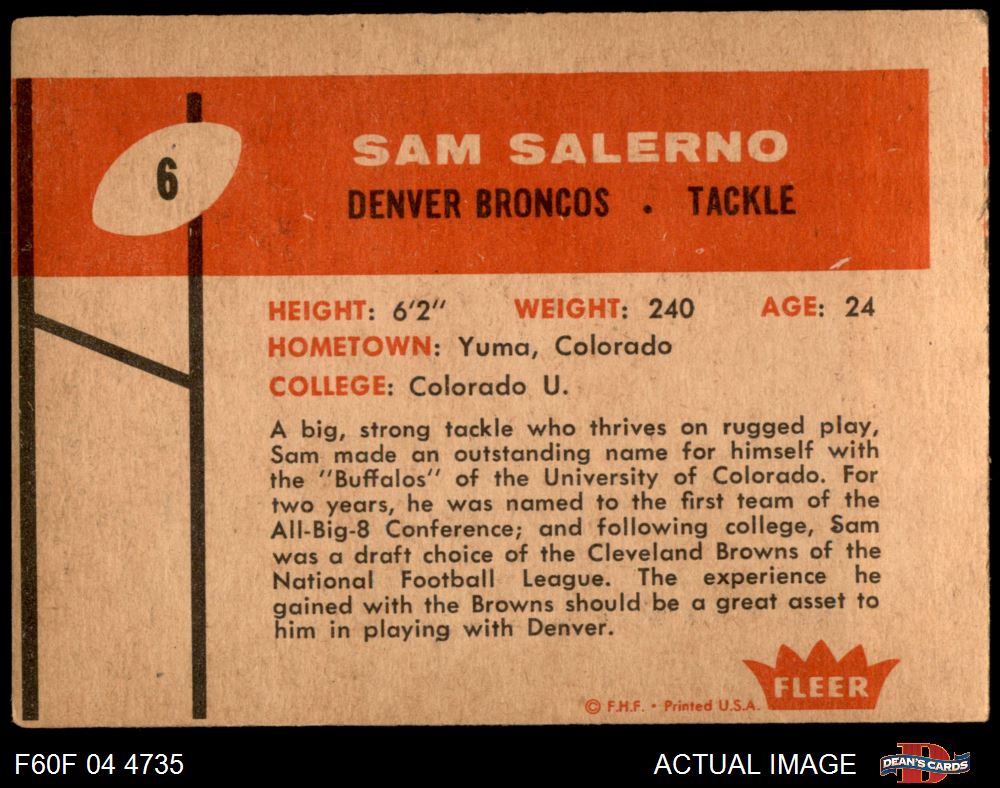 6
SAM SALERNO
DENVER BRONCOS . TACKLE
HEIGHT: 6'2" WEIGHT: 240 AGE: 24
HOMETOWN: Yuma, Colorado
COLLEGE: Colorado U.
A big, strong tackle who thrives on rugged play,
Sam made an outstanding name for himself with
the "Buffalos" of the University of Colorado. For
two years, he was named to the first team of the
All-Big-8 Conference; and following college, Sam
was a draft choice of the Cleveland Browns of the
National Football League. The experience he
gained with the Browns should be a great asset to
him in playing with Denver.
FLEER
© F.H.F. • Printed U.S.A.
F60F 04 4735
ACTUAL IMAGE
DEAN'S CARDS